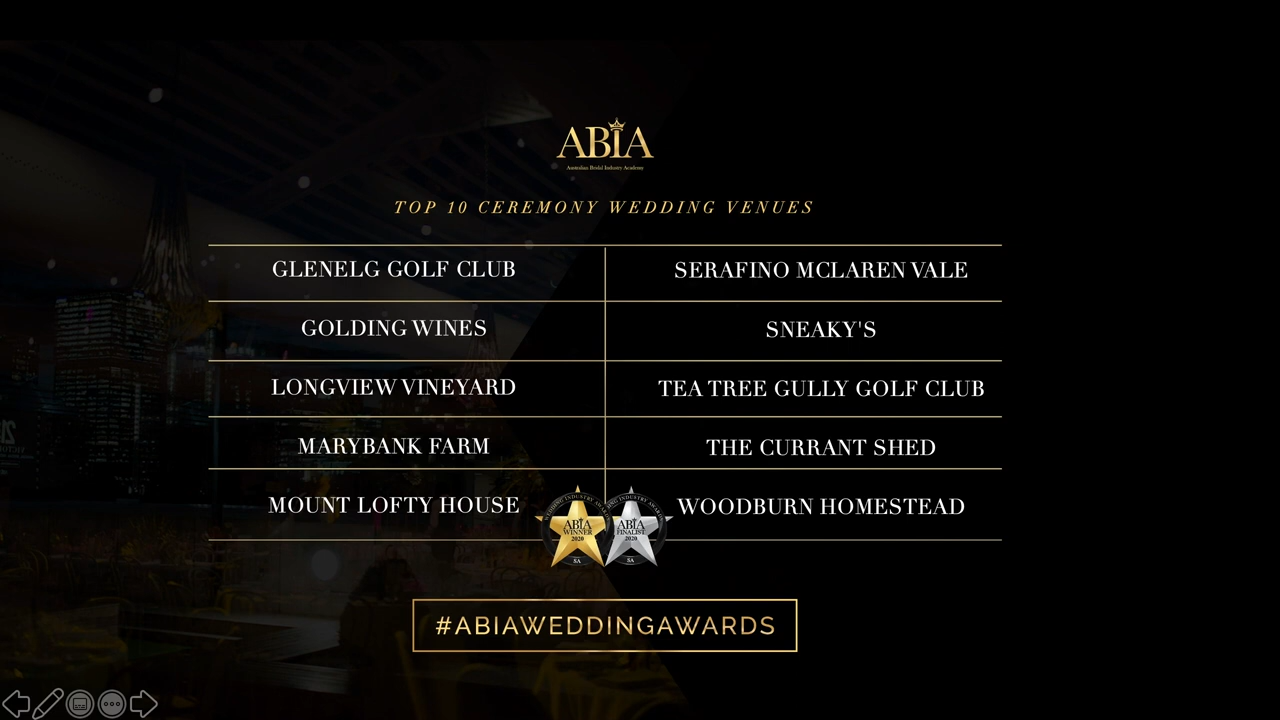 ABIA
Australian Bridal Industry Academy
TOP 10 CEREMONY WEDDING VENUES
GLENELG GOLF CLUB
SERAFINO MCLAREN VALE
GOLDING WINES
SNEAKY'S
LONGVIEW VINEYARD
TEA TREE GULLY GOLF CLUB
MARYBANK FARM
THE CURRANT SHED
MOUNT LOFTY HOUSE
WOODBURN HOMESTEAD
ABIA
WINNER
2020
SA
ABIA
FINALIST
2020
SA
#ABIAWEDDINGAWARDS